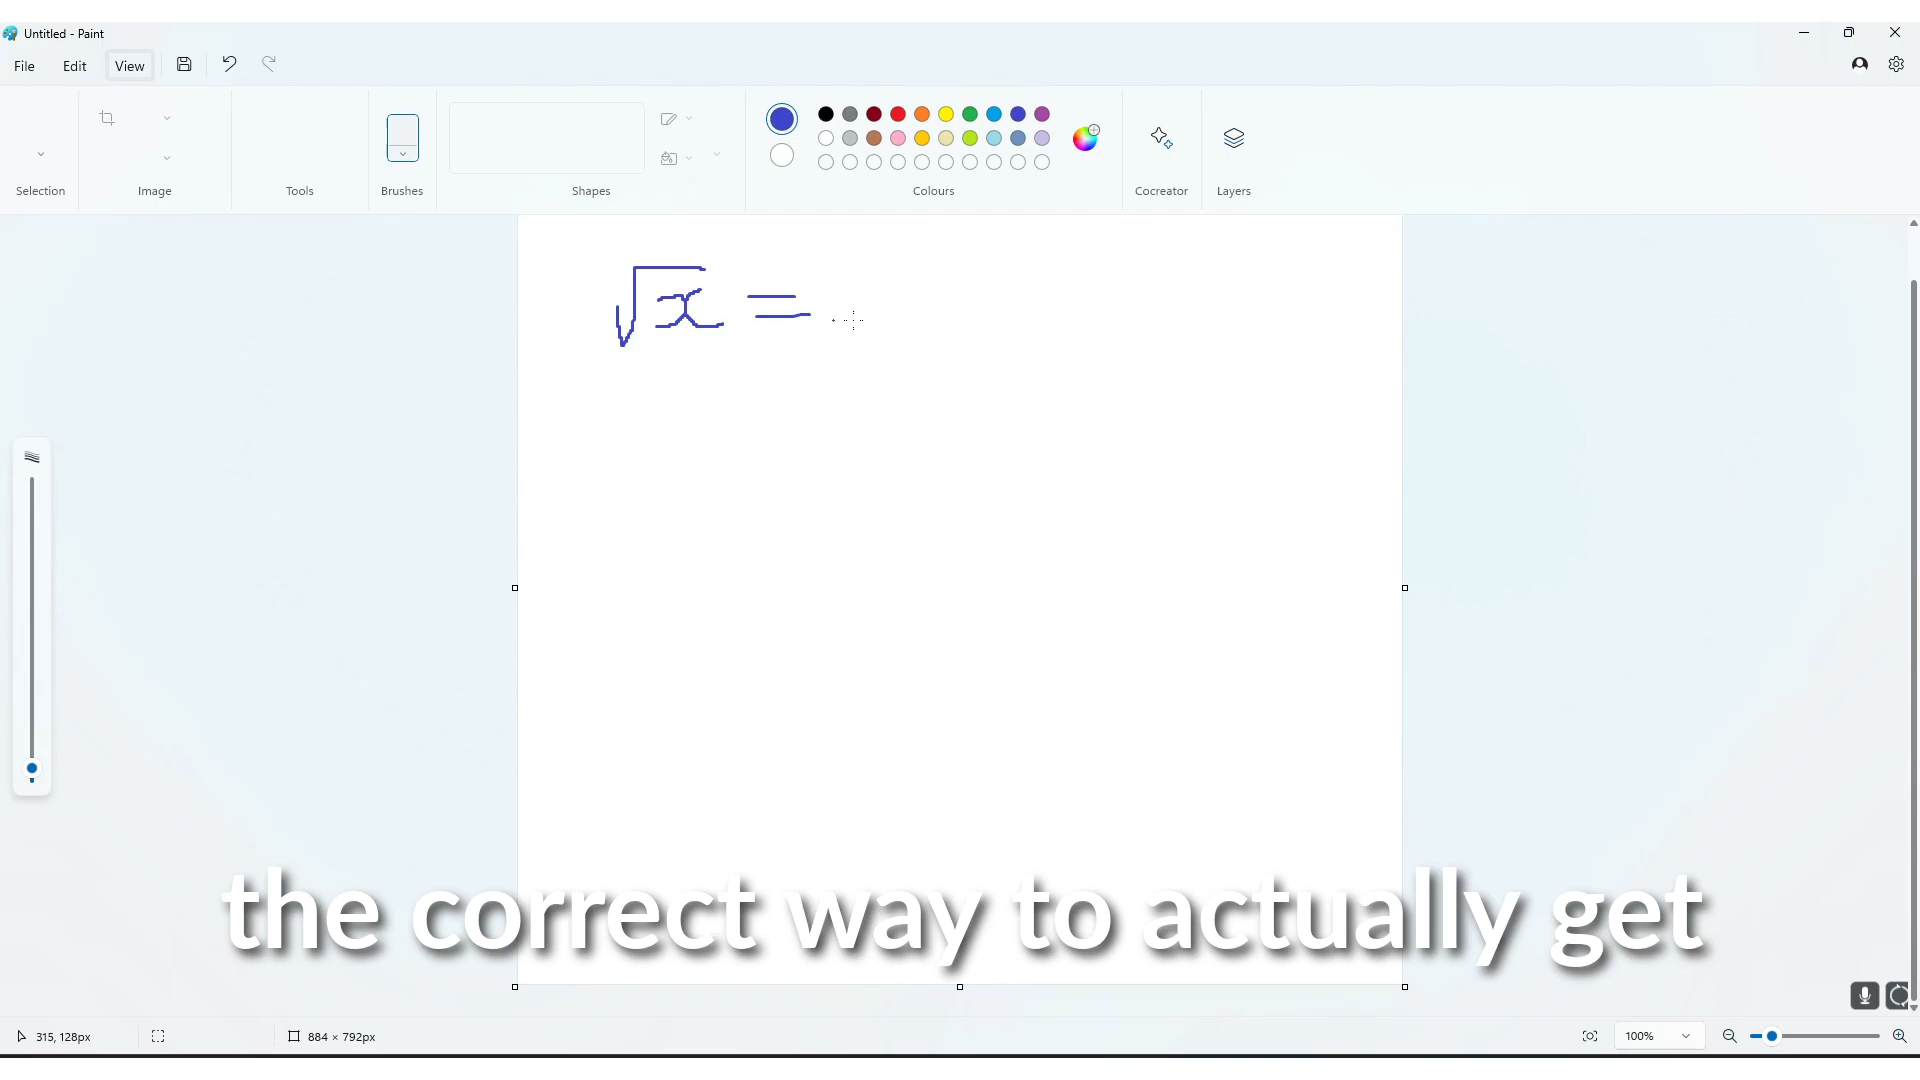 Untitled - Paint
File Edit View
Selection Image Tools Brushes Shapes Colours Cocreator Layers
√x =
the correct way to actually get
315, 128px 884 × 792px 100%